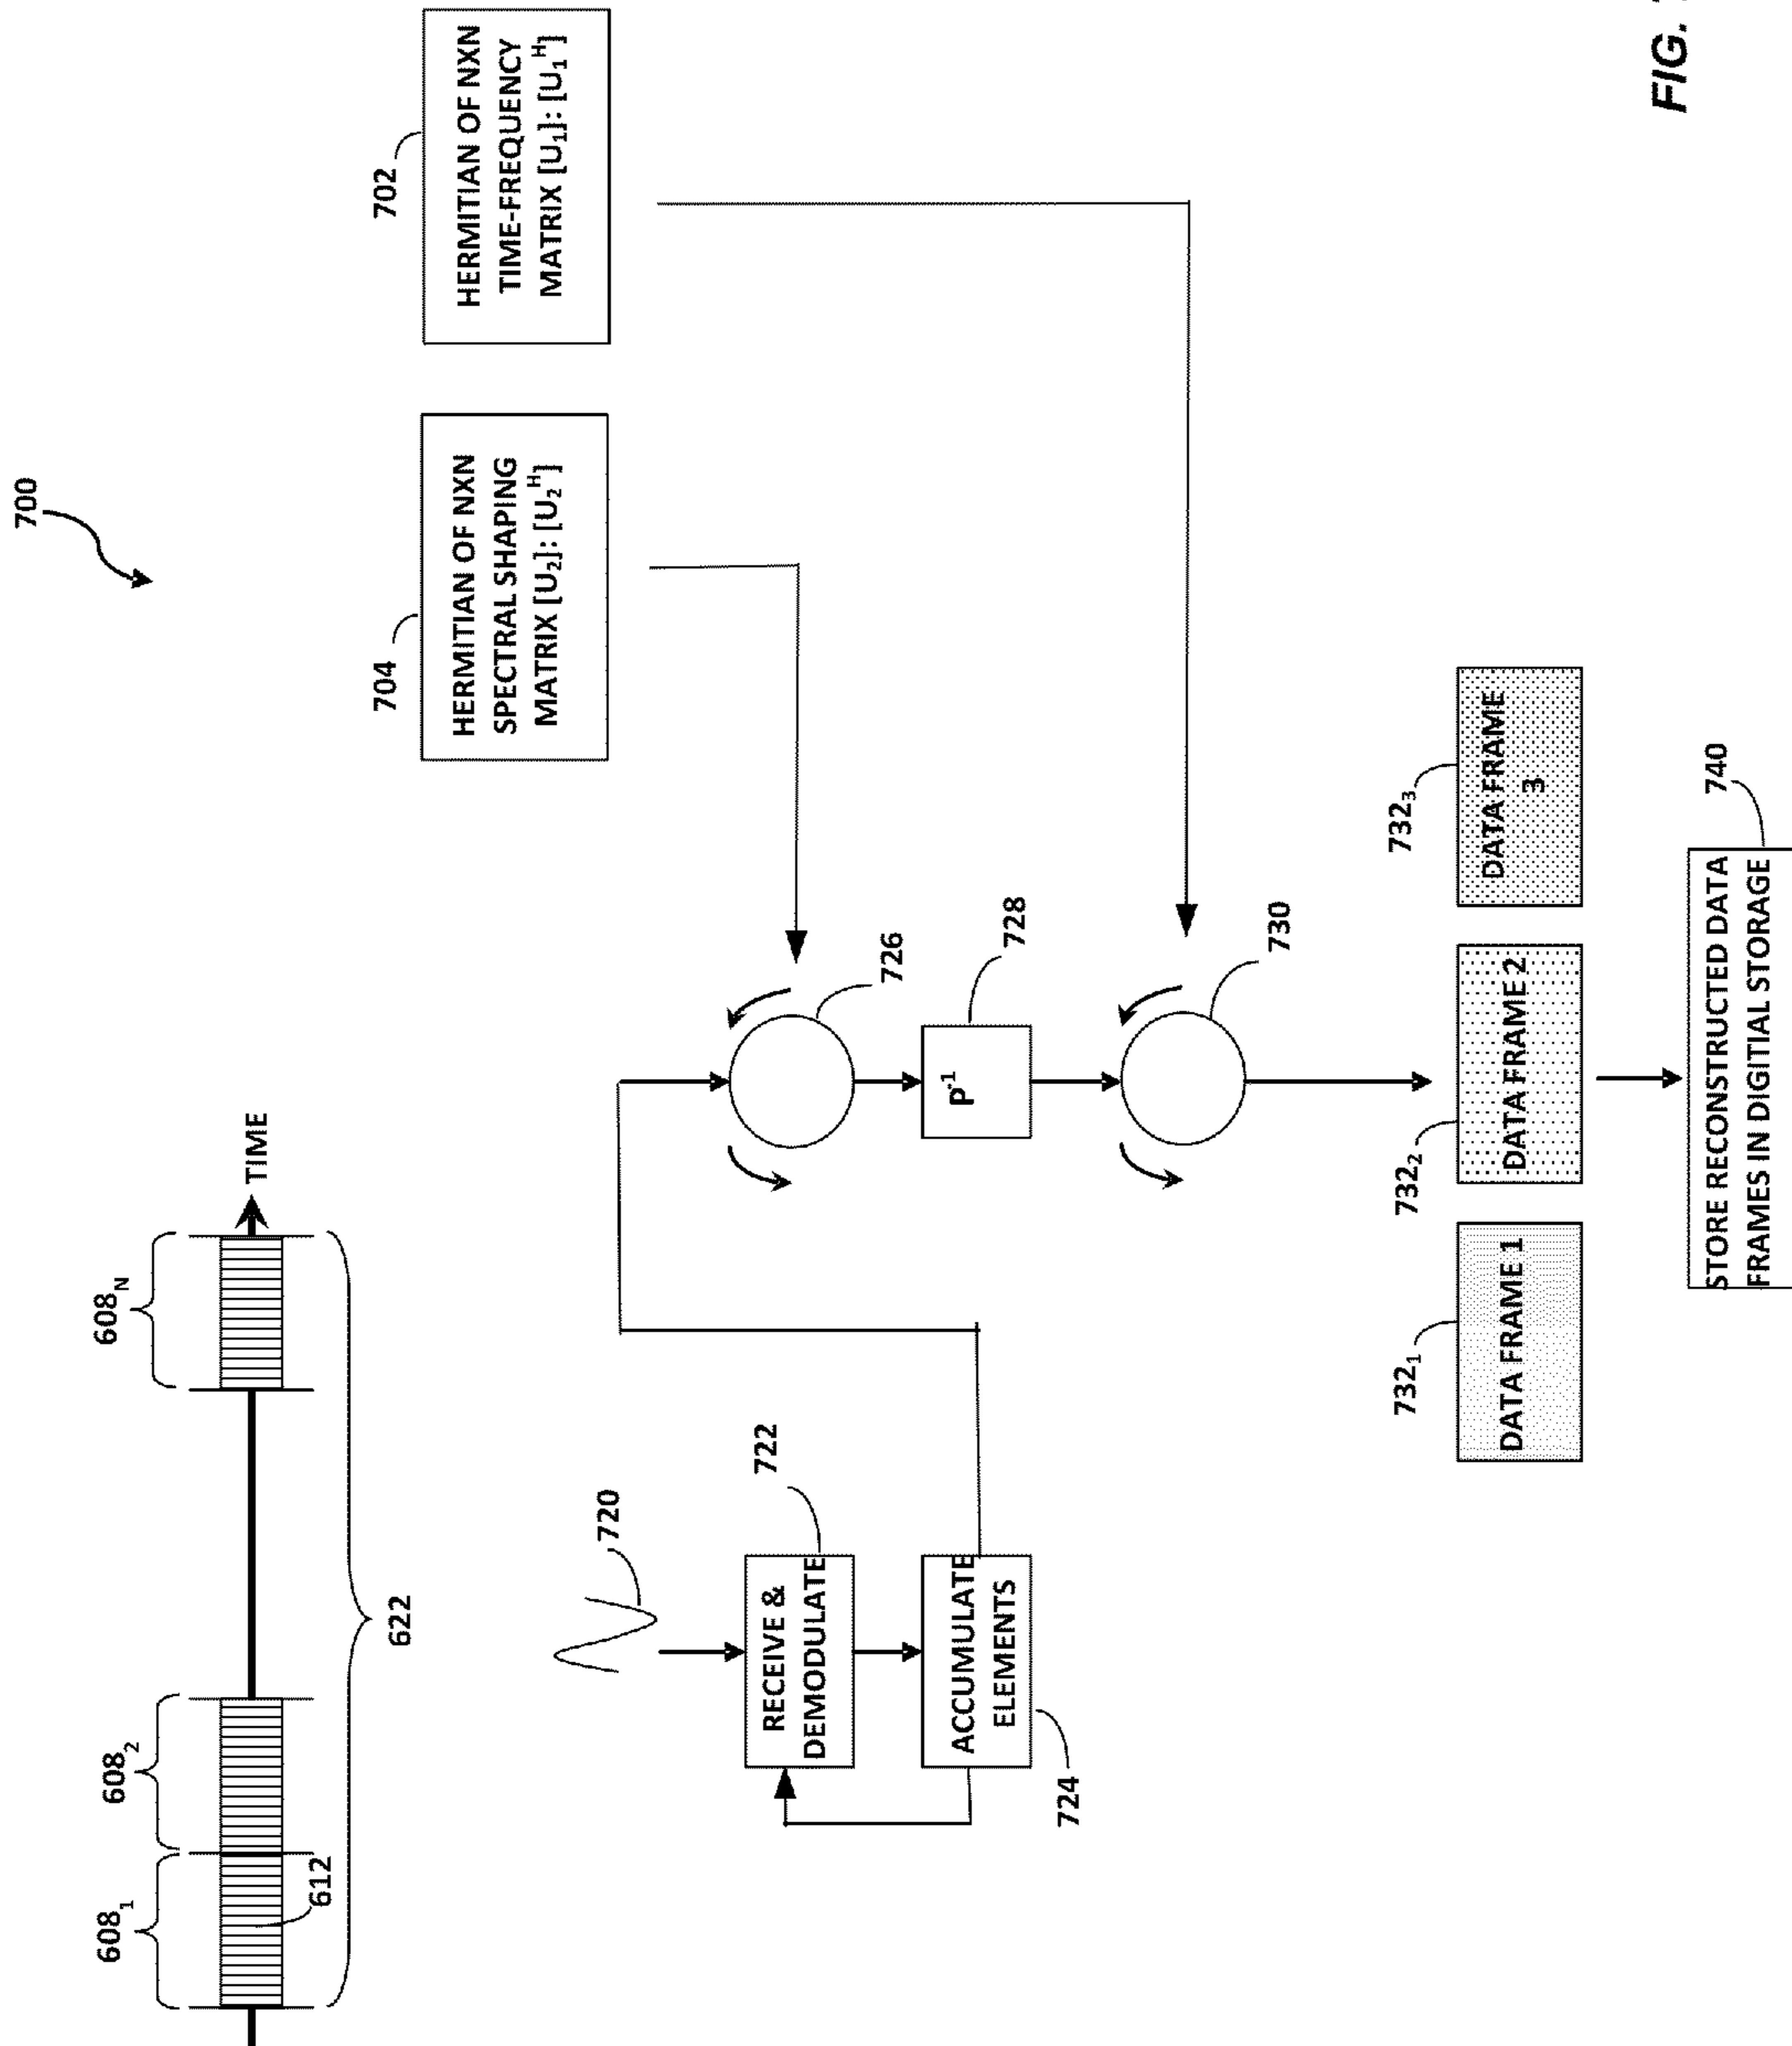 700
608₁
608₂
608N
TIME
612
622
702
HERMITIAN OF NXN
TIME-FREQUENCY
MATRIX [U₁]: [U₁ᴴ]
704
HERMITIAN OF NXN
SPECTRAL SHAPING
MATRIX [U₂]: [U₂ᴴ]
720
722
RECEIVE &
DEMODULATE
724
ACCUMULATE
ELEMENTS
726
728
P⁻¹
730
732₁
DATA FRAME 1
732₂
DATA FRAME 2
732₃
DATA FRAME
3
740
STORE RECONSTRUCTED DATA
FRAMES IN DIGITIAL STORAGE
FIG.